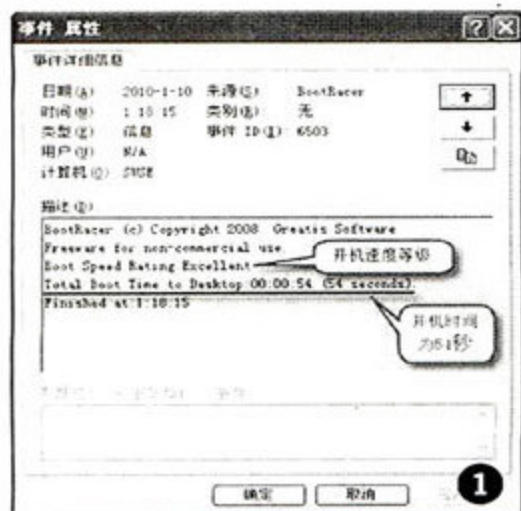 事件 属性
事件详细信息
日期(A) 2010-1-10 来源(S) BootRacer
时间(M) 1:18:15 类别(R) 无
类型(E) 信息 事件 ID(I) 6503
用户(U) N/A
计算机(O)
描述(D)
BootRacer (c) Copyright 2008 Greatis Software
Freeware for non-commercial use.
Boot Speed Rating Excellent
开机速度等级
Total Boot Time to Desktop 00:00:54 (54 seconds).
Finished at 1:18:15
开机时间
为54秒
确定 取消
1